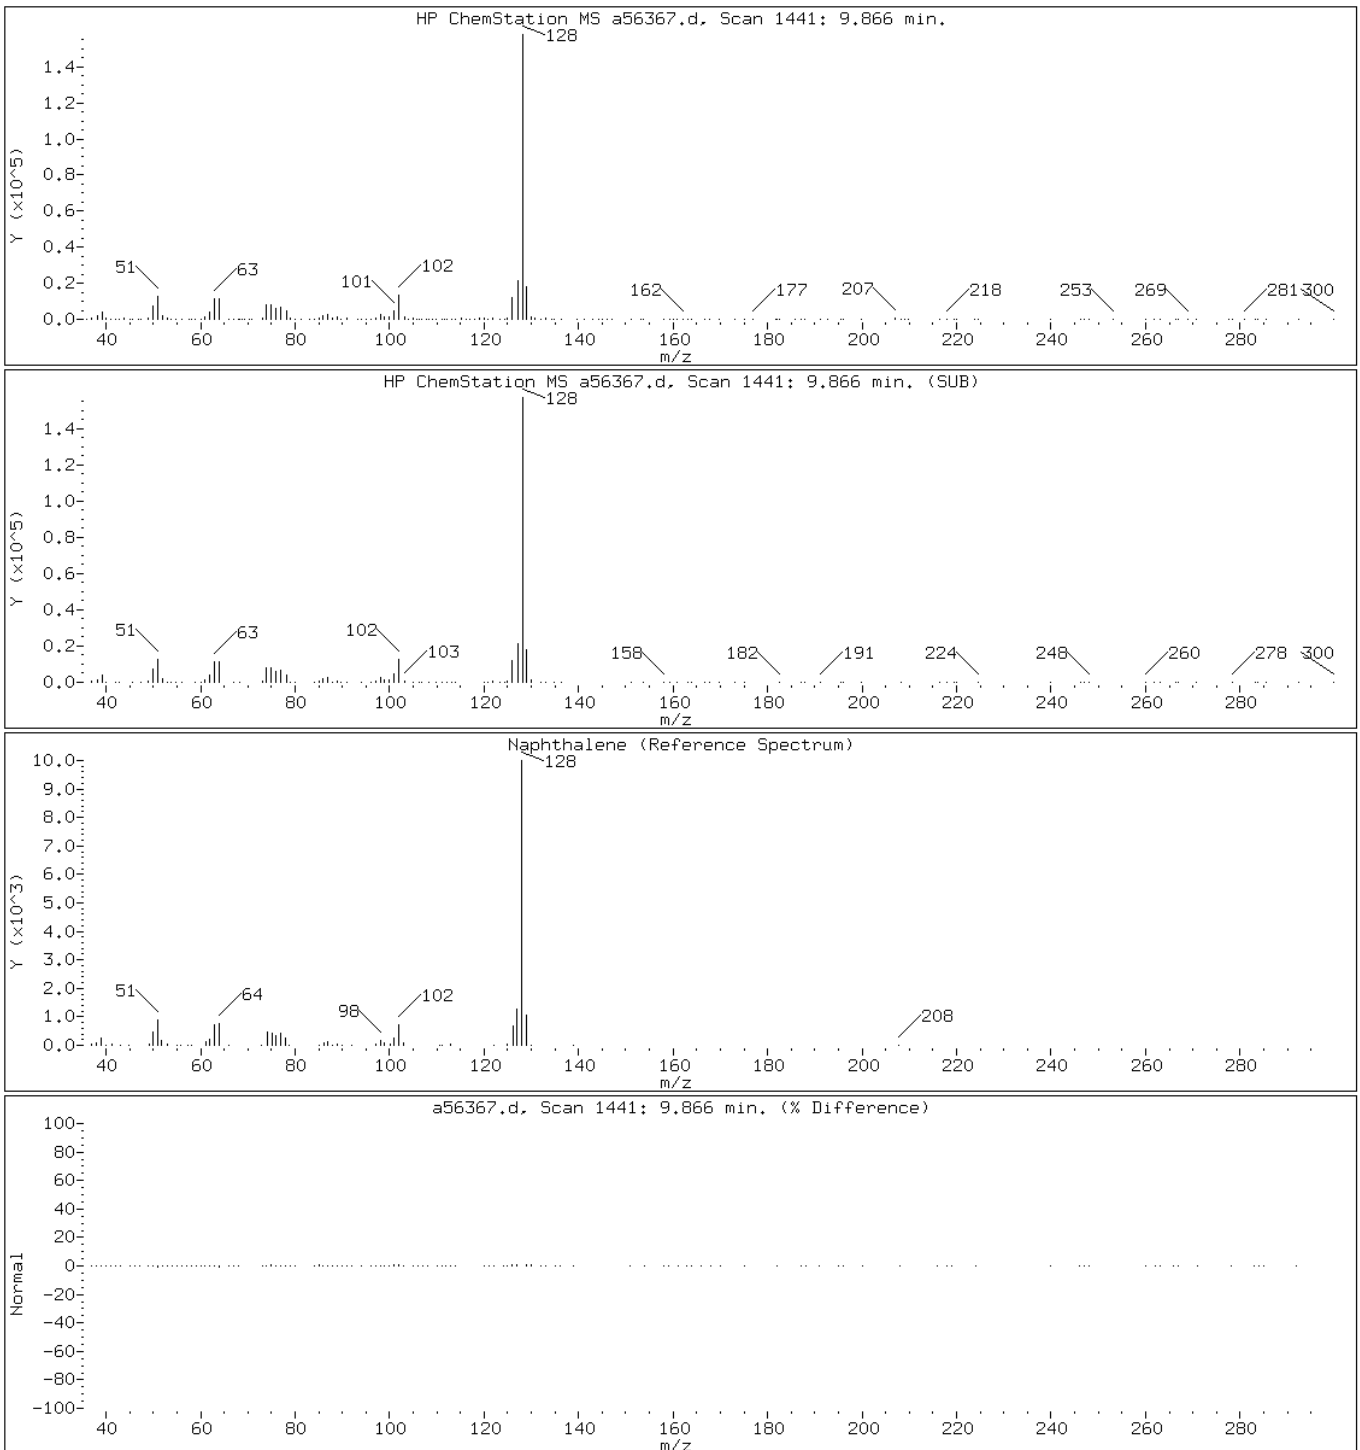 HP ChemStation MS a56367.d, Scan 1441: 9.866 min.
128
1.4
1.2
1.0
0.8
0.6
0.4
0.2
0.0
Y (x10^5)
51 63 101 102 162 177 207 218 253 269 281 300
40 60 80 100 120 140 160 180 200 220 240 260 280
m/z
HP ChemStation MS a56367.d, Scan 1441: 9.866 min. (SUB)
128
1.4
1.2
1.0
0.8
0.6
0.4
0.2
0.0
Y (x10^5)
51 63 102 103 158 182 191 224 248 260 278 300
40 60 80 100 120 140 160 180 200 220 240 260 280
m/z
Naphthalene (Reference Spectrum)
128
10.0
9.0
8.0
7.0
6.0
5.0
4.0
3.0
2.0
1.0
0.0
Y (x10^3)
51 64 98 102 208
40 60 80 100 120 140 160 180 200 220 240 260 280
m/z
a56367.d, Scan 1441: 9.866 min. (% Difference)
100
80
60
40
20
0
-20
-40
-60
-80
-100
Normal
40 60 80 100 120 140 160 180 200 220 240 260 280
m/z